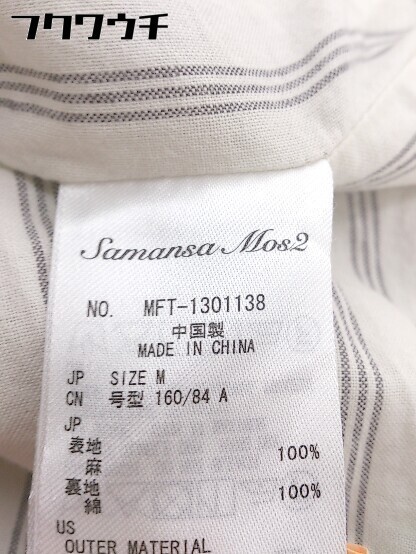 フクワウチ
Samansa Mos2
NO. MFT-1301138
中国製
MADE IN CHINA
JP SIZE M
CN 号型 160/84 A
JP
表地
麻 100%
裏地
綿 100%
US
OUTER MATERIAL